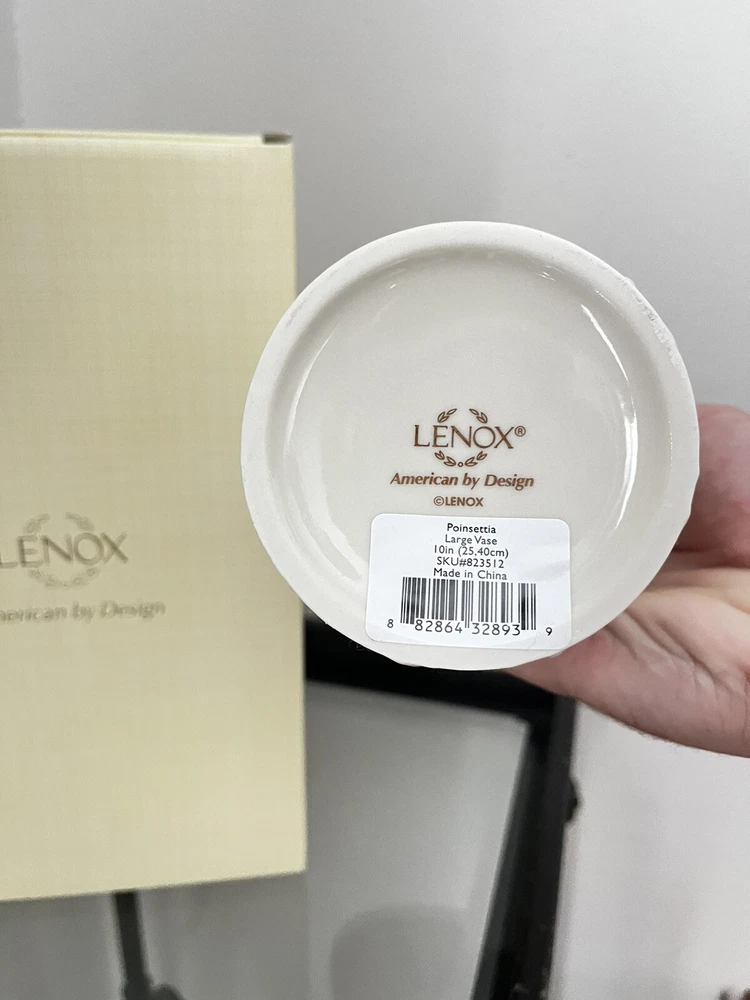 LENOX
American by Design
LENOX®
American by Design
©LENOX
Poinsettia
Large Vase
10in (25,40cm)
SKU#823512
Made in China
8 82864 32893 9